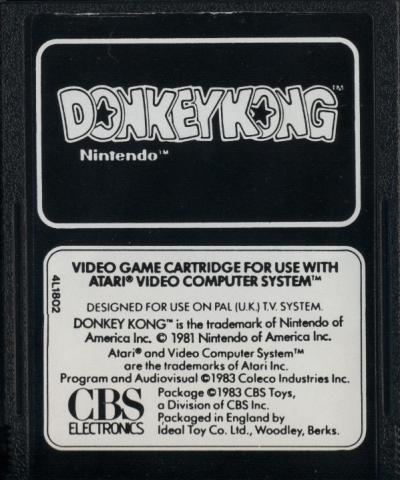 DONKEY KONG™
Nintendo™
VIDEO GAME CARTRIDGE FOR USE WITH
ATARI® VIDEO COMPUTER SYSTEM™
4L1802
DESIGNED FOR USE ON PAL (U.K.) T.V. SYSTEM.
DONKEY KONG™ is the trademark of Nintendo of
America Inc. © 1981 Nintendo of America Inc.
Atari® and Video Computer System™
are the trademarks of Atari Inc.
Program and Audiovisual ©1983 Coleco Industries Inc.
CBS
ELECTRONICS
Package ©1983 CBS Toys,
a Division of CBS Inc.
Packaged in England by
Ideal Toy Co. Ltd., Woodley, Berks.